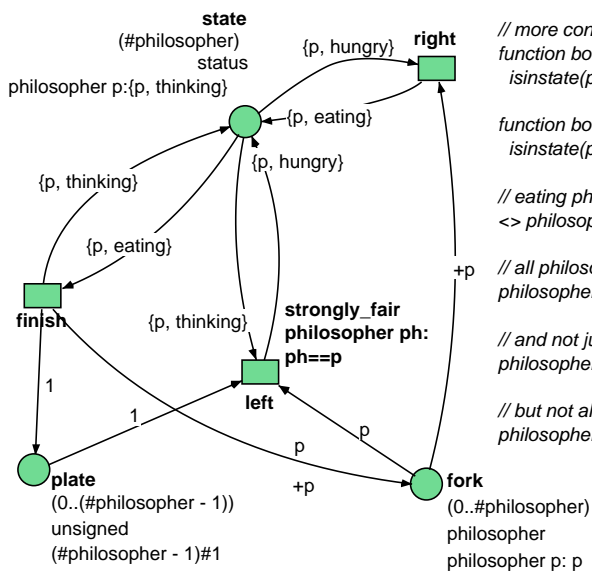 state
(#philosopher)
status
philosopher p:{p, thinking}
{p, hungry}
right
{p, eating}
{p, hungry}
{p, thinking}
{p, eating}
finish
{p, thinking}
strongly_fair
philosopher ph:
ph==p
left
+p
1
1
p
p
+p
plate
(0..(#philosopher - 1))
unsigned
(#philosopher - 1)#1
fork
(0..#philosopher)
philosopher
philosopher p: p
// more con
function bo
isinstate(p
function bo
isinstate(p
// eating ph
<> philosop
// all philoso
philosopher
// and not ju
philosopher
// but not al
philosopher